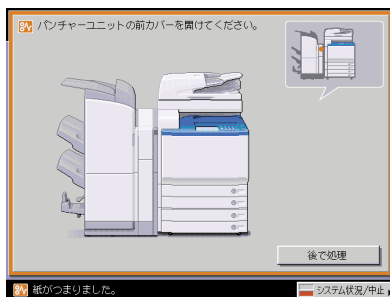 パンチャーユニットの前カバーを開けてください。
後で処理
紙がつまりました。
システム状況/中止